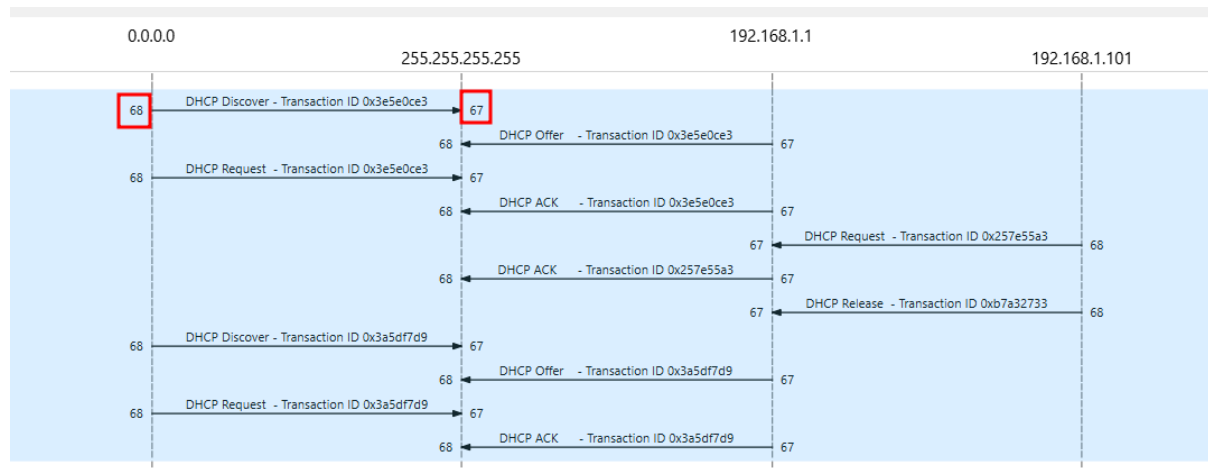 0.0.0.0 192.168.1.1
255.255.255.255 192.168.1.101
68 DHCP Discover - Transaction ID 0x3e5e0ce3 67
68 DHCP Offer - Transaction ID 0x3e5e0ce3 67
68 DHCP Request - Transaction ID 0x3e5e0ce3 67
68 DHCP ACK - Transaction ID 0x3e5e0ce3 67
67 DHCP Request - Transaction ID 0x257e55a3 68
68 DHCP ACK - Transaction ID 0x257e55a3 67
67 DHCP Release - Transaction ID 0xb7a32733 68
68 DHCP Discover - Transaction ID 0x3a5df7d9 67
68 DHCP Offer - Transaction ID 0x3a5df7d9 67
68 DHCP Request - Transaction ID 0x3a5df7d9 67
68 DHCP ACK - Transaction ID 0x3a5df7d9 67